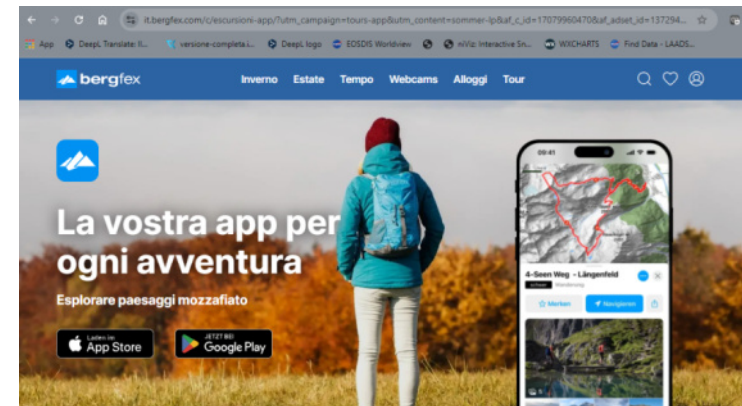 it.bergfex.com/c/escursioni-app/?utm_campaign=tours-app&utm_content=sommer-lp&af_c_id=17079960470&af_adset_id=137294...
App DeepL Translate: Il... versione-completa.i... DeepL logo EOSDIS Worldview niViz: Interactive Sn... WXCHARTS Find Data - LAADS...
bergfex Inverno Estate Tempo Webcams Alloggi Tour
09:41
La vostra app per
ogni avventura
Esplorare paesaggi mozzafiato
Laden im
App Store
JETZT BEI
Google Play
4-Seen Weg - Längenfeld
schwer Wanderung
Merken Navigieren